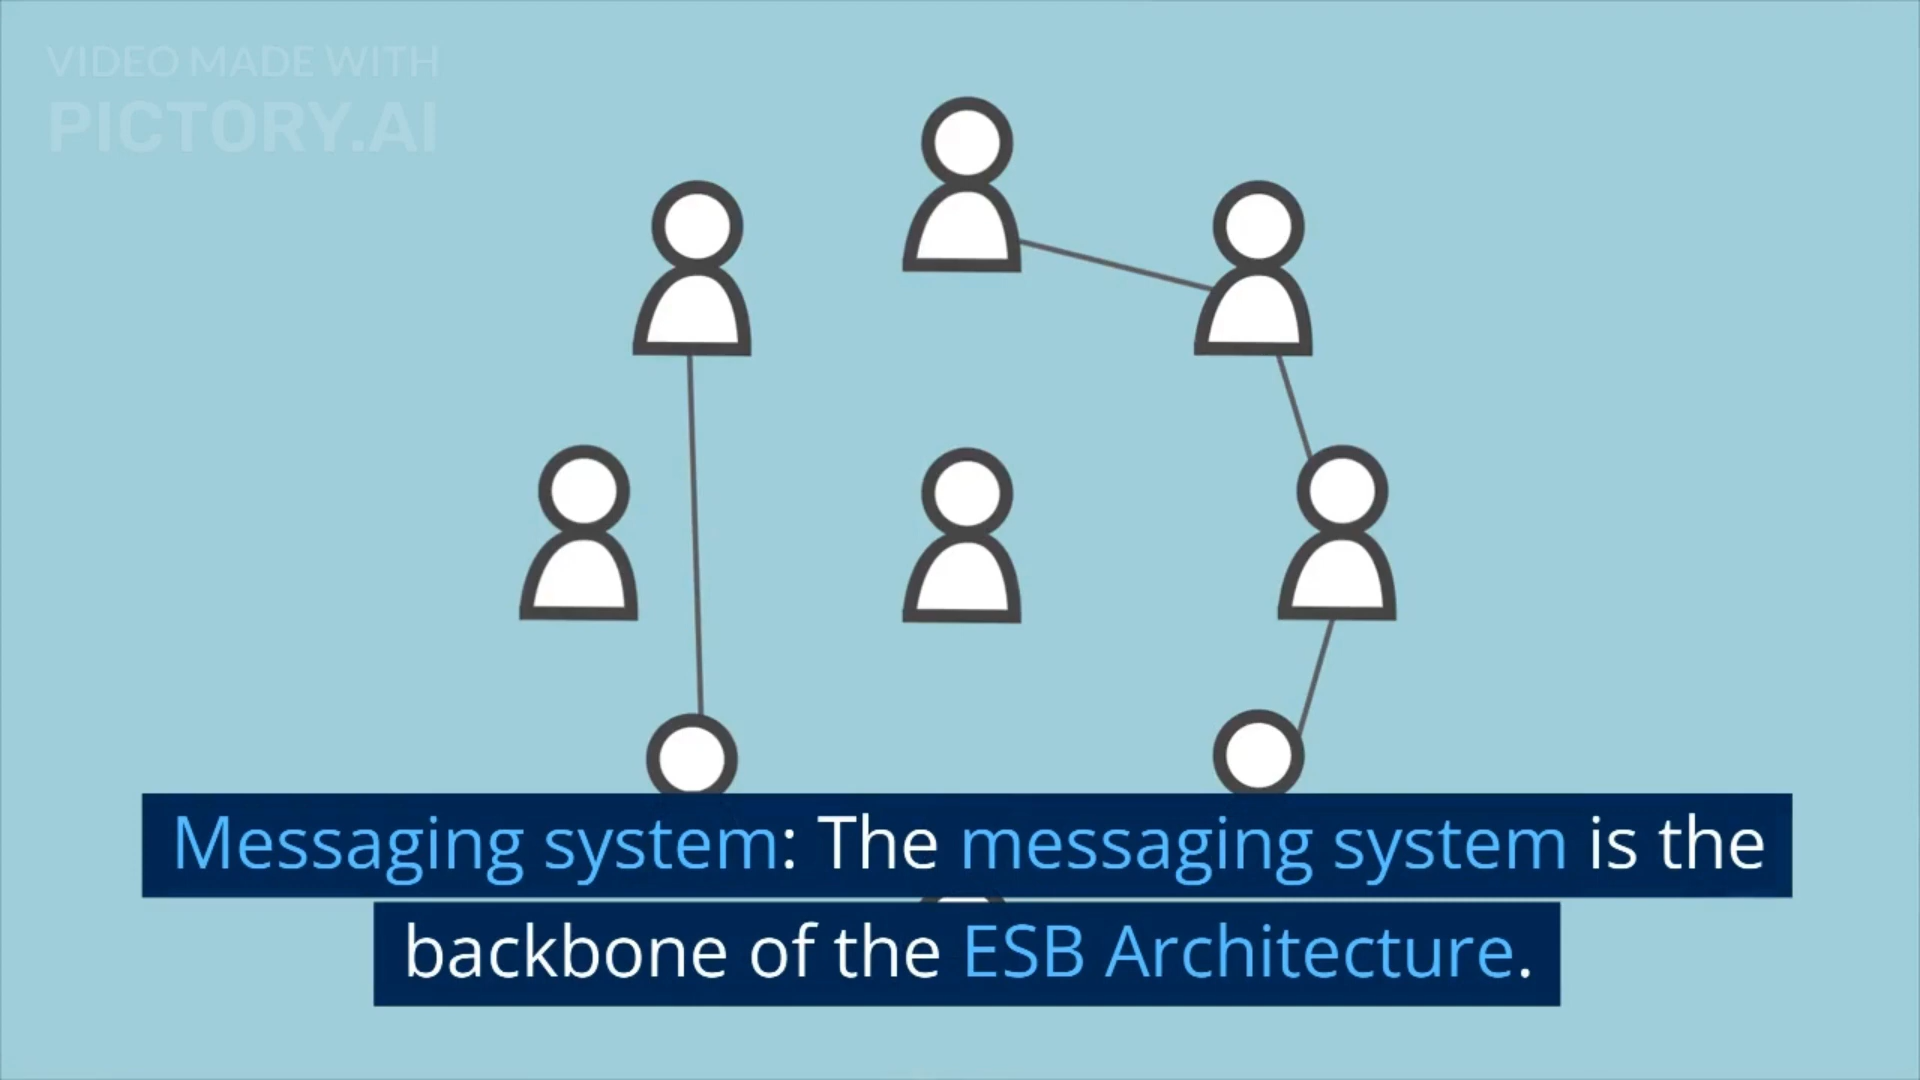 VIDEO MADE WITH
PICTORY.AI
Messaging system: The messaging system is the
backbone of the ESB Architecture.